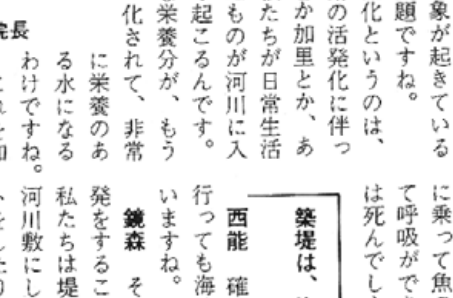 象が起きている
題ですね。
化というのは、
の活発化に伴っ
か加里とか、あ
たちが日常生活
ものが河川に入
起こるんです。
栄養分が、もう
化されて、非常
に栄養のあ
る水になる
わけですね。
長
に乗って魚
て呼吸ができ
は死んでし
築堤は、
西能 確
行っても海
いますね。
鏡森 そ
発をするこ
私たちは堤
河川敷にし